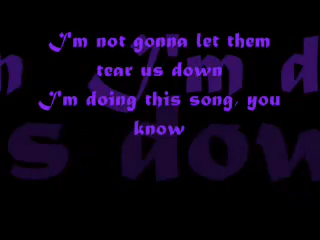 I'm not gonna let them
tear us down
I'm doing this song, you
know